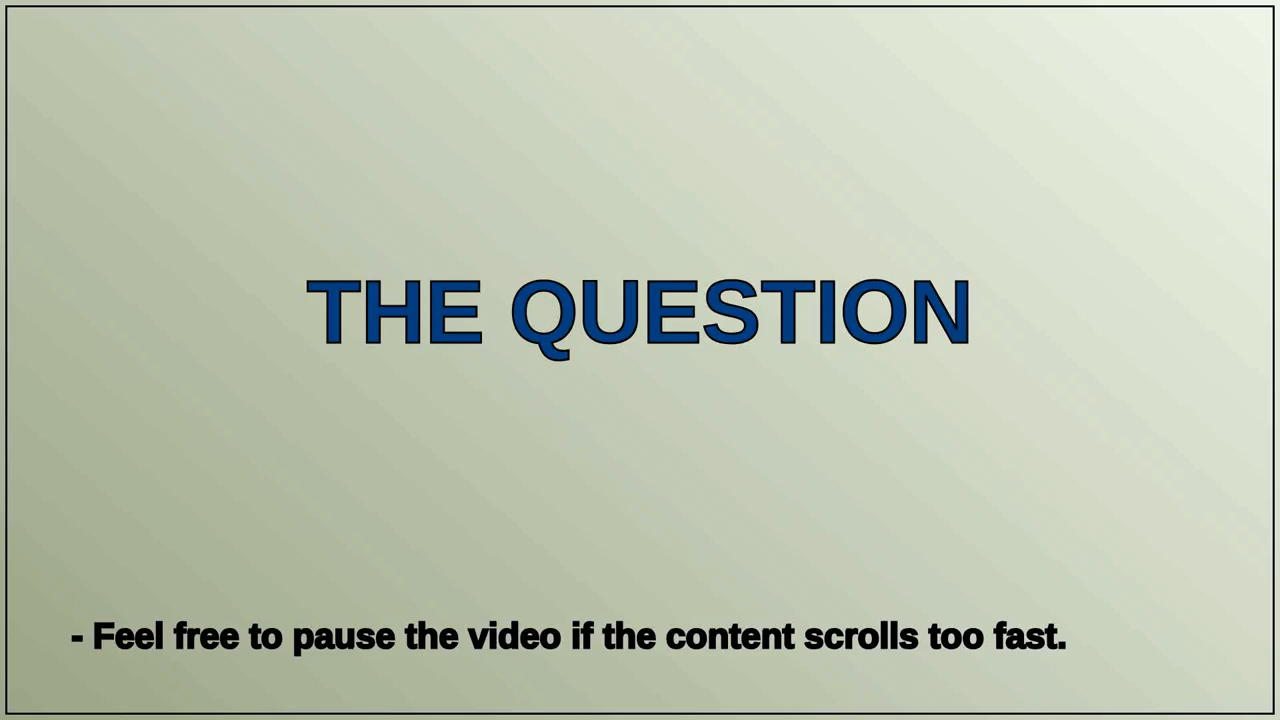 THE QUESTION
- Feel free to pause the video if the content scrolls too fast.